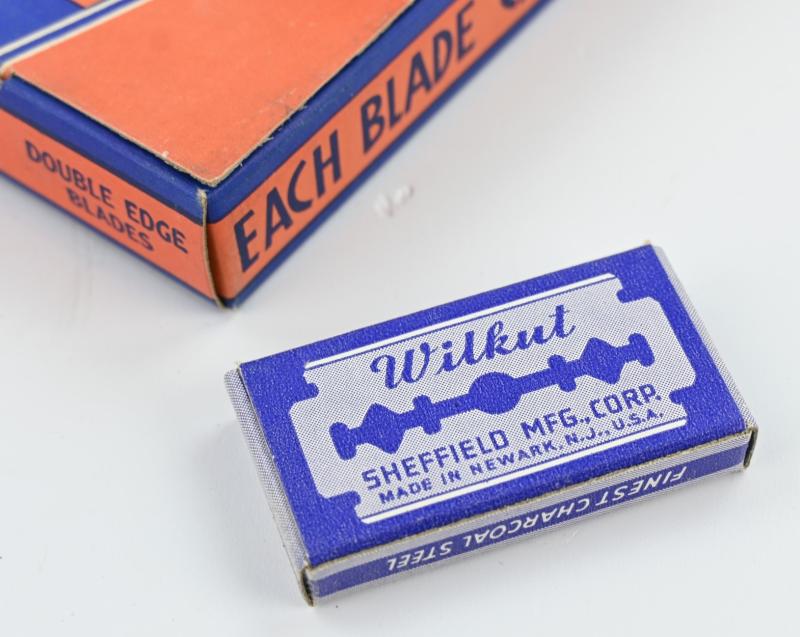 DOUBLE EDGE
BLADES
EACH BLADE
Wilkut
SHEFFIELD MFG., CORP.
MADE IN NEWARK, N.J., U.S.A.
FINEST CHARCOAL STEEL